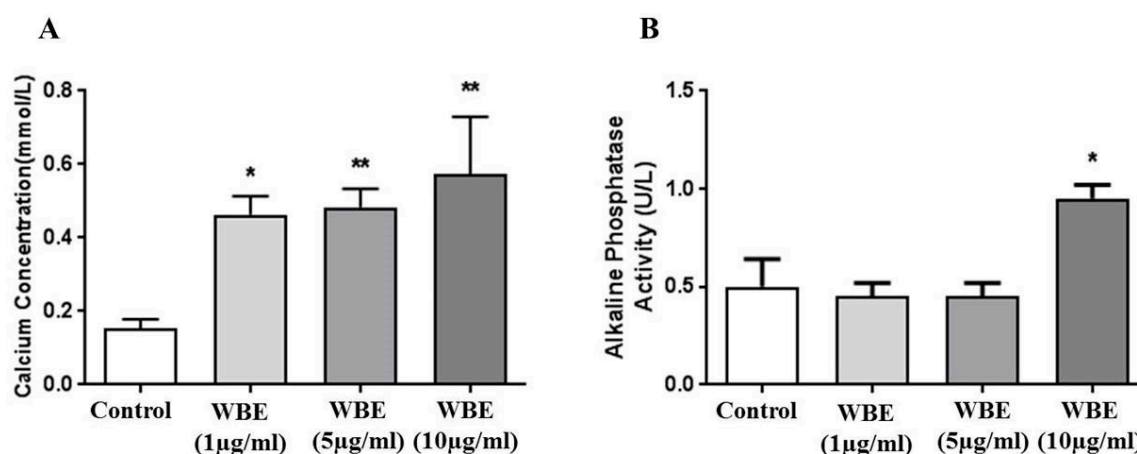 A
Calcium Concentration(mmol/L)
0.8
0.6
0.4
0.2
0.0
*
**
**
Control
WBE
(1µg/ml)
WBE
(5µg/ml)
WBE
(10µg/ml)
B
Alkaline Phosphatase
Activity (U/L)
1.5
1.0
0.5
0.0
*
Control
WBE
(1µg/ml)
WBE
(5µg/ml)
WBE
(10µg/ml)